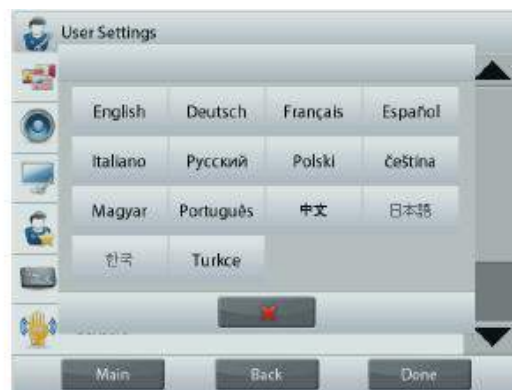 User Settings
English Deutsch Français Español
Italiano Русский Polski čeština
Magyar Português 中文 日本語
한국 Turkce
Main Back Done